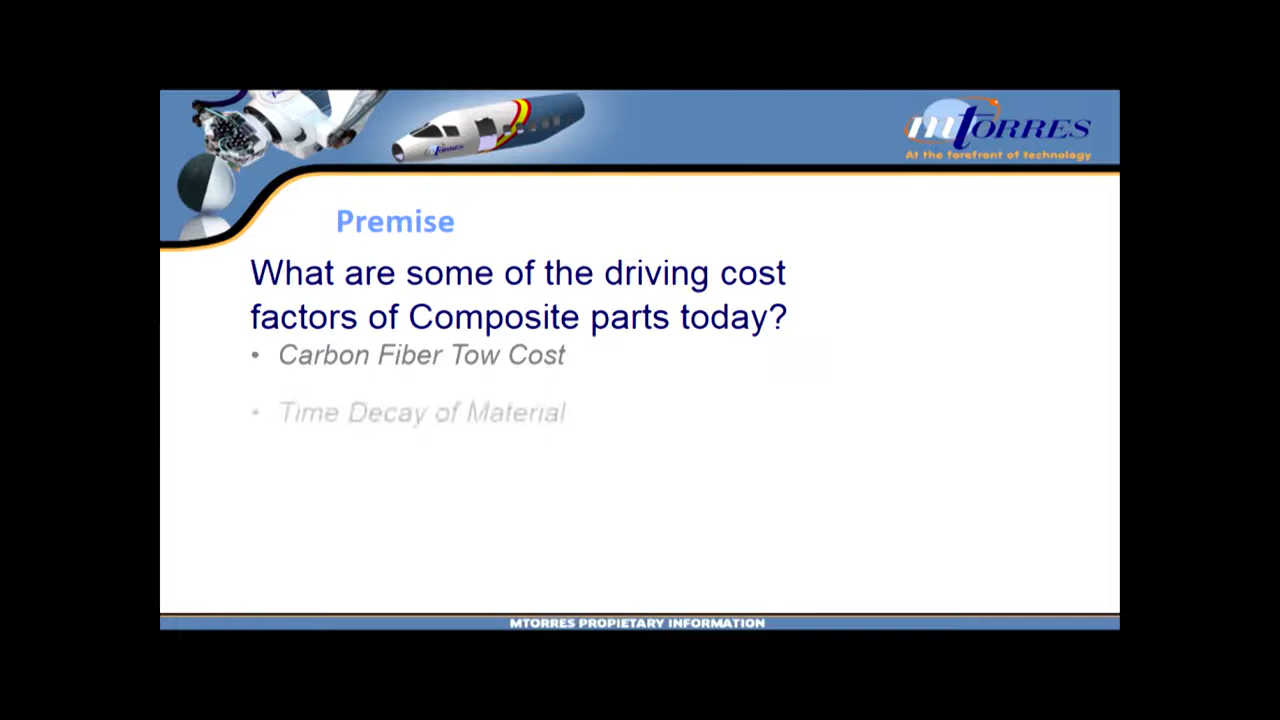 mTORRES
At the forefront of technology
mTORRES
Premise
What are some of the driving cost
factors of Composite parts today?
• Carbon Fiber Tow Cost
• Time Decay of Material
MTORRES PROPIETARY INFORMATION